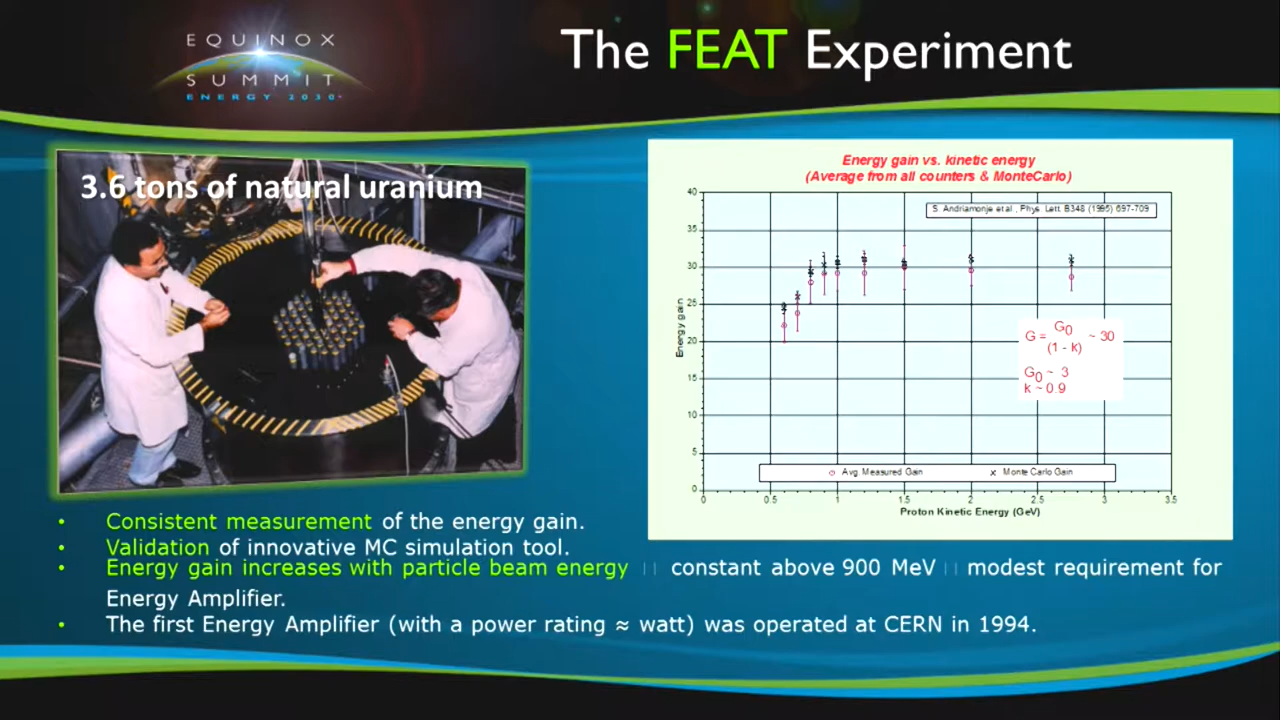 EQUINOX
SUMMIT
ENERGY 2030
The FEAT Experiment
3.6 tons of natural uranium
Energy gain vs. kinetic energy
(Average from all counters & MonteCarlo)
S. Andriamonje et al., Phys. Lett. B348 (1995) 697-709
40
35
30
25
20
15
10
5
0
Energy gain
G = G0 / (1 - k) ~ 30
G0 ~ 3
k ~ 0.9
Avg. Measured Gain
Monte Carlo Gain
0 0.5 1 1.5 2 2.5 3 3.5
Proton Kinetic Energy (GeV)
• Consistent measurement of the energy gain.
• Validation of innovative MC simulation tool.
• Energy gain increases with particle beam energy constant above 900 MeV modest requirement for
Energy Amplifier.
• The first Energy Amplifier (with a power rating ≈ watt) was operated at CERN in 1994.